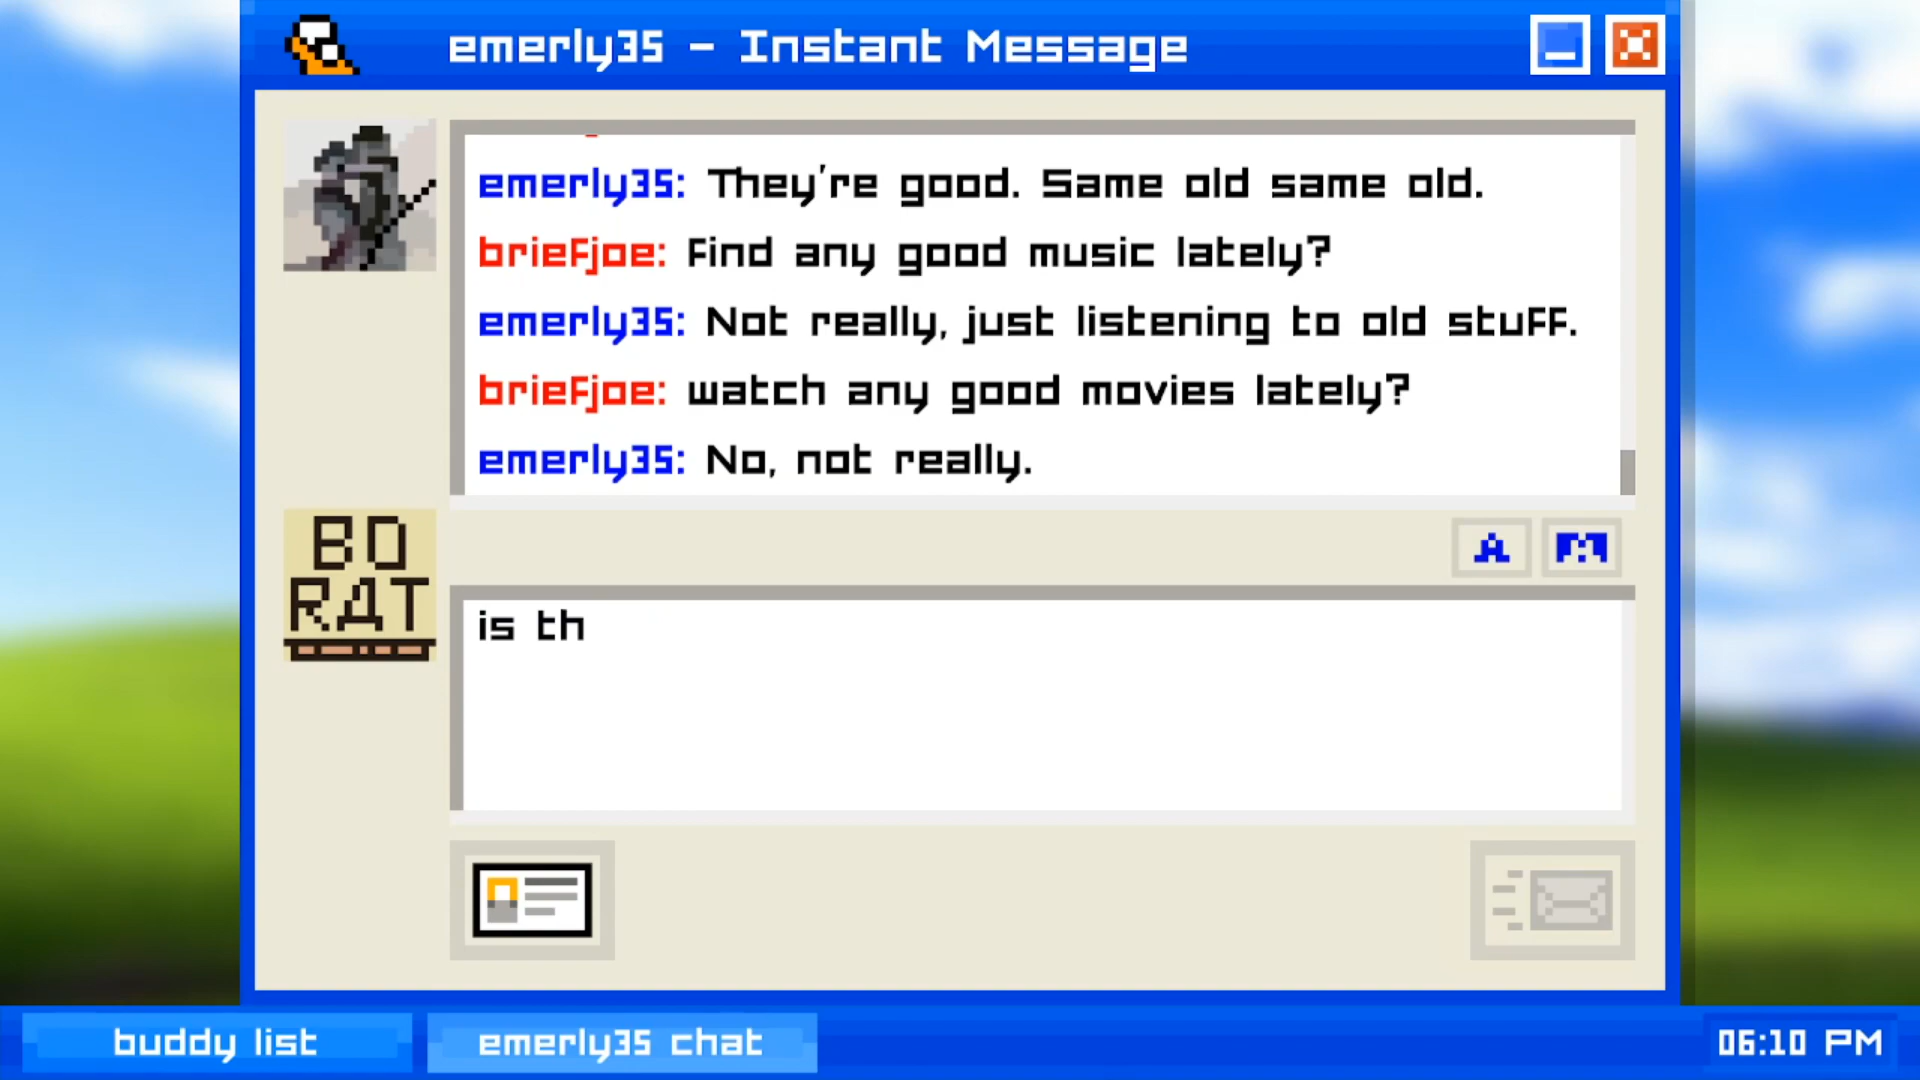 emerly35 - Instant Message
emerly35: They're good. Same old same old.
briefjoe: Find any good music lately?
emerly35: Not really, just listening to old stuff.
briefjoe: watch any good movies lately?
emerly35: No, not really.
BO
RAT
A M
is th
buddy list
emerly35 chat
06:10 PM